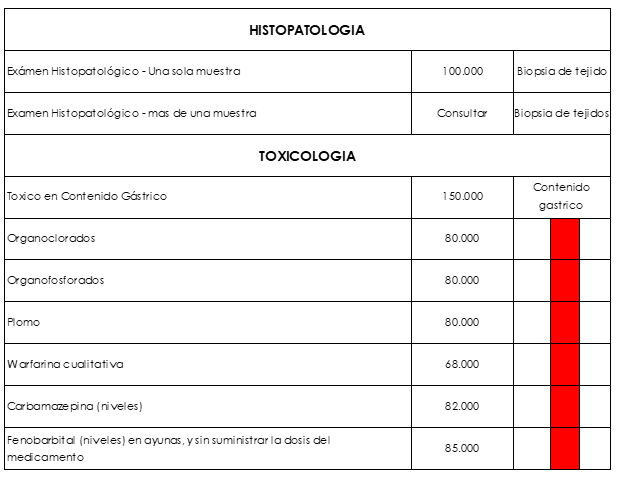 HISTOPATOLOGIA
Exámen Histopatológico - Una sola muestra 100.000 Biopsia de tejido
Examen Histopatológico - mas de una muestra Consultar Biopsia de tejidos
TOXICOLOGIA
Toxico en Contenido Gástrico 150.000 Contenido
gastrico
Organoclorados 80.000
Organofosforados 80.000
Plomo 80.000
Warfarina cualitativa 68.000
Carbamazepina (niveles) 82.000
Fenobarbital (niveles) en ayunas, y sin suministrar la dosis del
medicamento 85.000